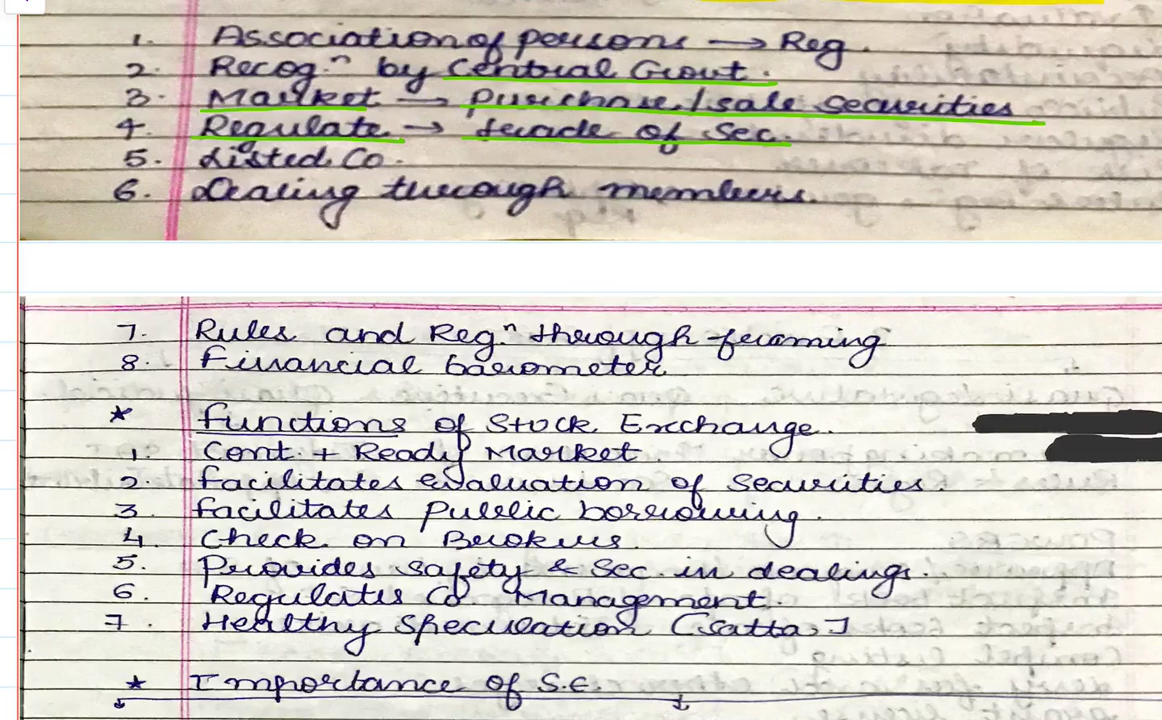 1. Association of persons → Reg.
2. Recog.ⁿ by Central Govt.
3. Market → Purchase/sale securities
4. Regulate → trade of Sec.
5. Listed Co.
6. Dealing through members.
7. Rules and Reg.ⁿ through framing
8. Financial barometer
* Functions of Stock Exchange.
1. Cont. + Ready Market.
2. Facilitates evaluation of Securities.
3 Facilitates Public borrowing.
4 Check on Brokers.
5. Provides safety & Sec. in dealings.
6. Regulates Co. Management.
7. Healthy Speculation (Satta)
* Importance of S.E.